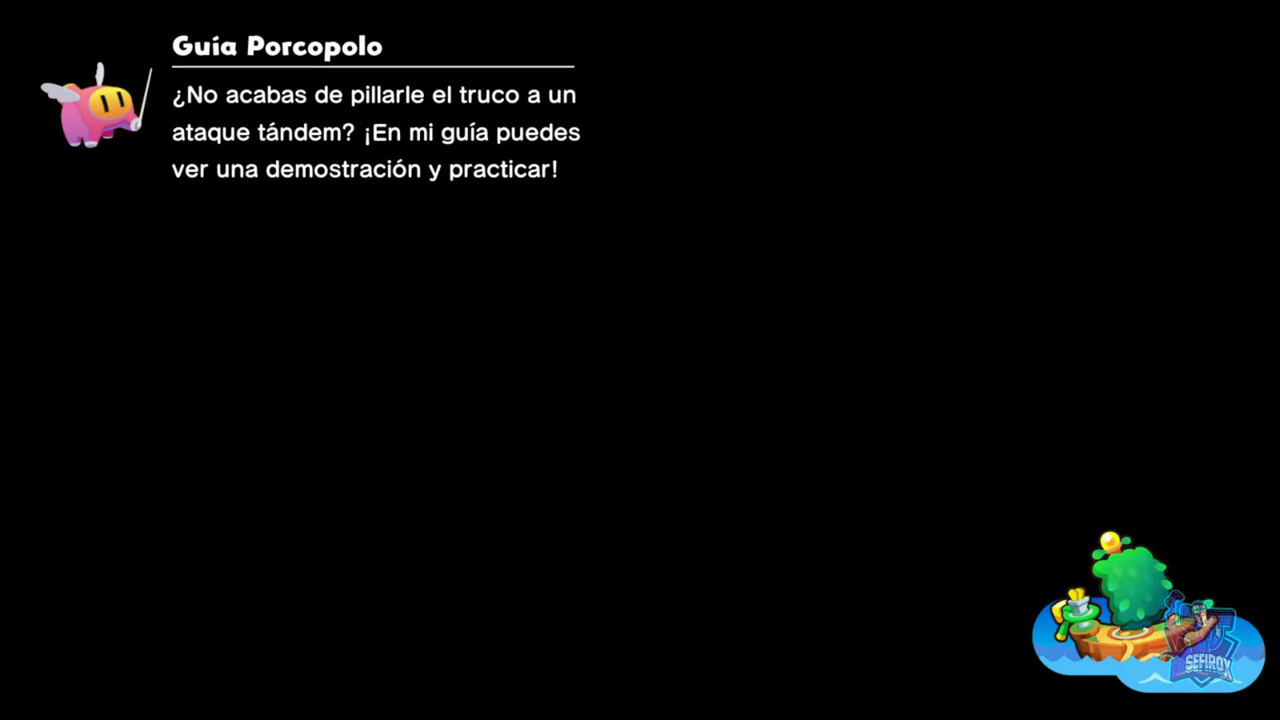 Guía Porcopolo
¿No acabas de pillarle el truco a un
ataque tándem? ¡En mi guía puedes
ver una demostración y practicar!
SEFIROX